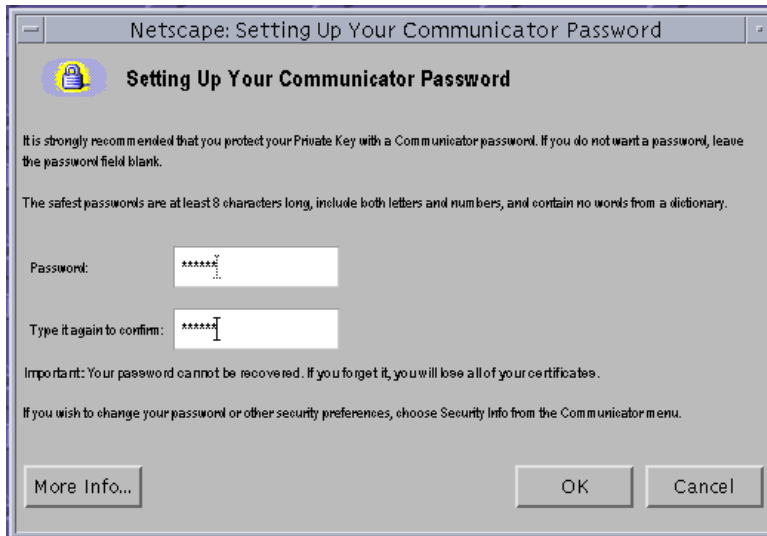 Netscape: Setting Up Your Communicator Password
Setting Up Your Communicator Password
It is strongly recommended that you protect your Private Key with a Communicator password. If you do not want a password, leave
the password field blank.
The safest passwords are at least 8 characters long, include both letters and numbers, and contain no words from a dictionary.
Password: ******
Type it again to confirm: ******
Important: Your password cannot be recovered. If you forget it, you will lose all of your certificates.
If you wish to change your password or other security preferences, choose Security Info from the Communicator menu.
More Info... OK Cancel